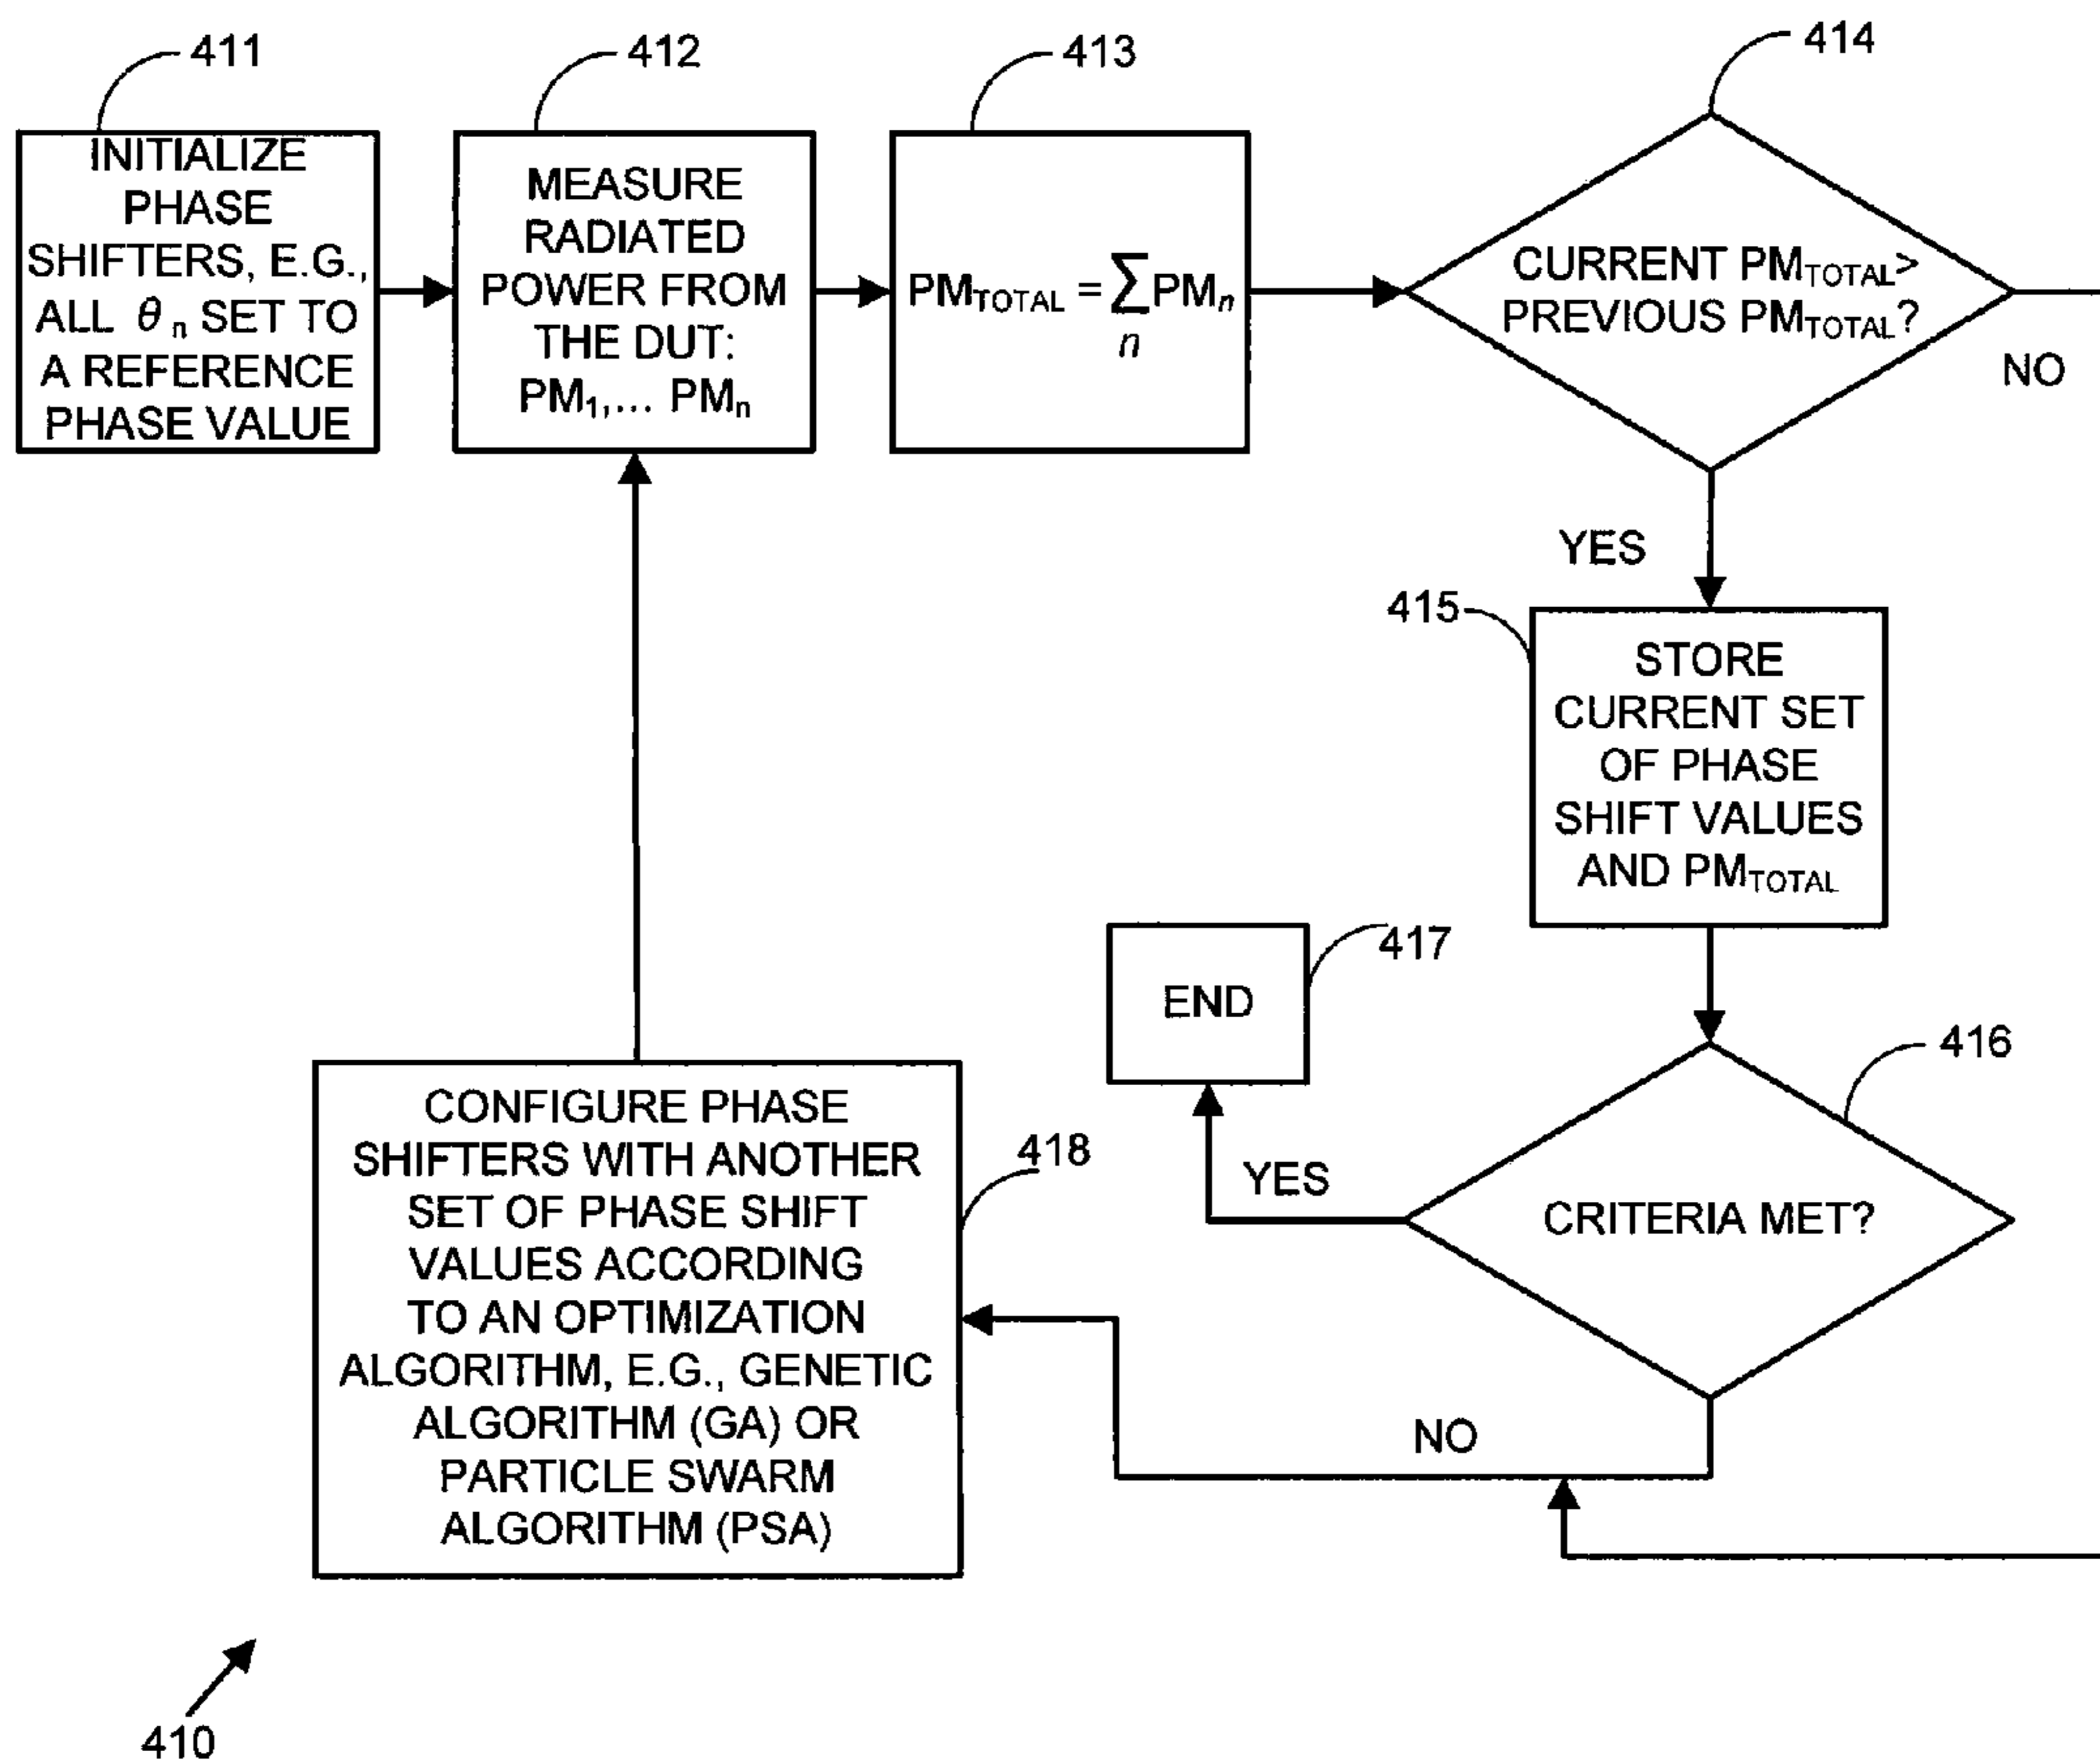 411
INITIALIZE
PHASE
SHIFTERS, E.G.,
ALL θn SET TO
A REFERENCE
PHASE VALUE
412
MEASURE
RADIATED
POWER FROM
THE DUT:
PM1,... PMn
413
PMTOTAL = ∑ PMn
n
414
CURRENT PMTOTAL>
PREVIOUS PMTOTAL?
NO
YES
415
STORE
CURRENT SET
OF PHASE
SHIFT VALUES
AND PMTOTAL
416
CRITERIA MET?
YES
417
END
NO
418
CONFIGURE PHASE
SHIFTERS WITH ANOTHER
SET OF PHASE SHIFT
VALUES ACCORDING
TO AN OPTIMIZATION
ALGORITHM, E.G., GENETIC
ALGORITHM (GA) OR
PARTICLE SWARM
ALGORITHM (PSA)
410